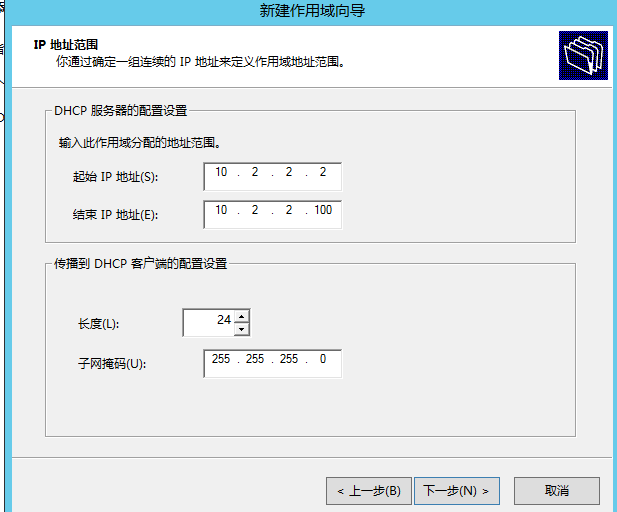 新建作用域向导
IP 地址范围
你通过确定一组连续的 IP 地址来定义作用域地址范围。
DHCP 服务器的配置设置
输入此作用域分配的地址范围。
起始 IP 地址(S): 10 . 2 . 2 . 2
结束 IP 地址(E): 10 . 2 . 2 . 100
传播到 DHCP 客户端的配置设置
长度(L): 24
子网掩码(U): 255 . 255 . 255 . 0
< 上一步(B) 下一步(N) > 取消